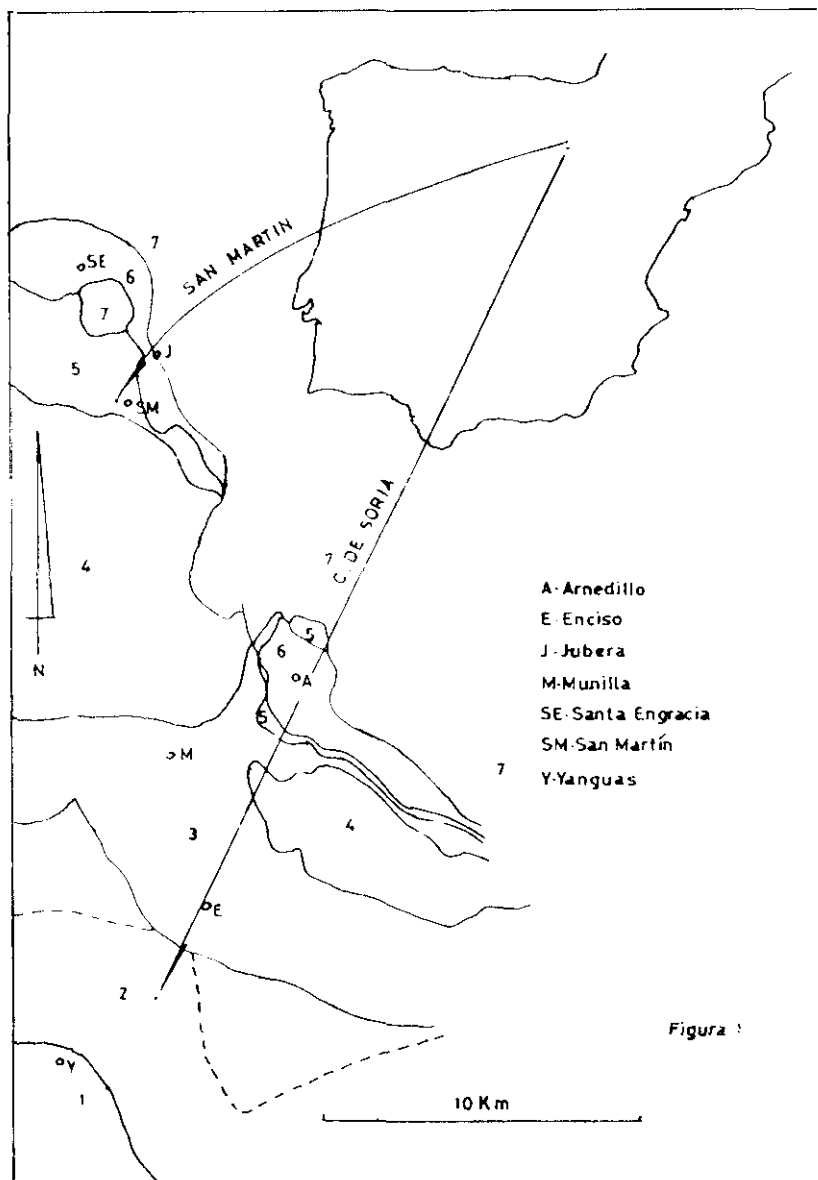 7
SE
6
SAN MARTIN
7
J
5
SM
4
7
C. DE SORIA
N
5
6
A
5
M
7
4
3
E
2
Y
1
A-Arnedillo
E-Enciso
J-Jubera
M-Munilla
SE-Santa Engracia
SM-San Martín
Y-Yanguas
Figura
10 Km